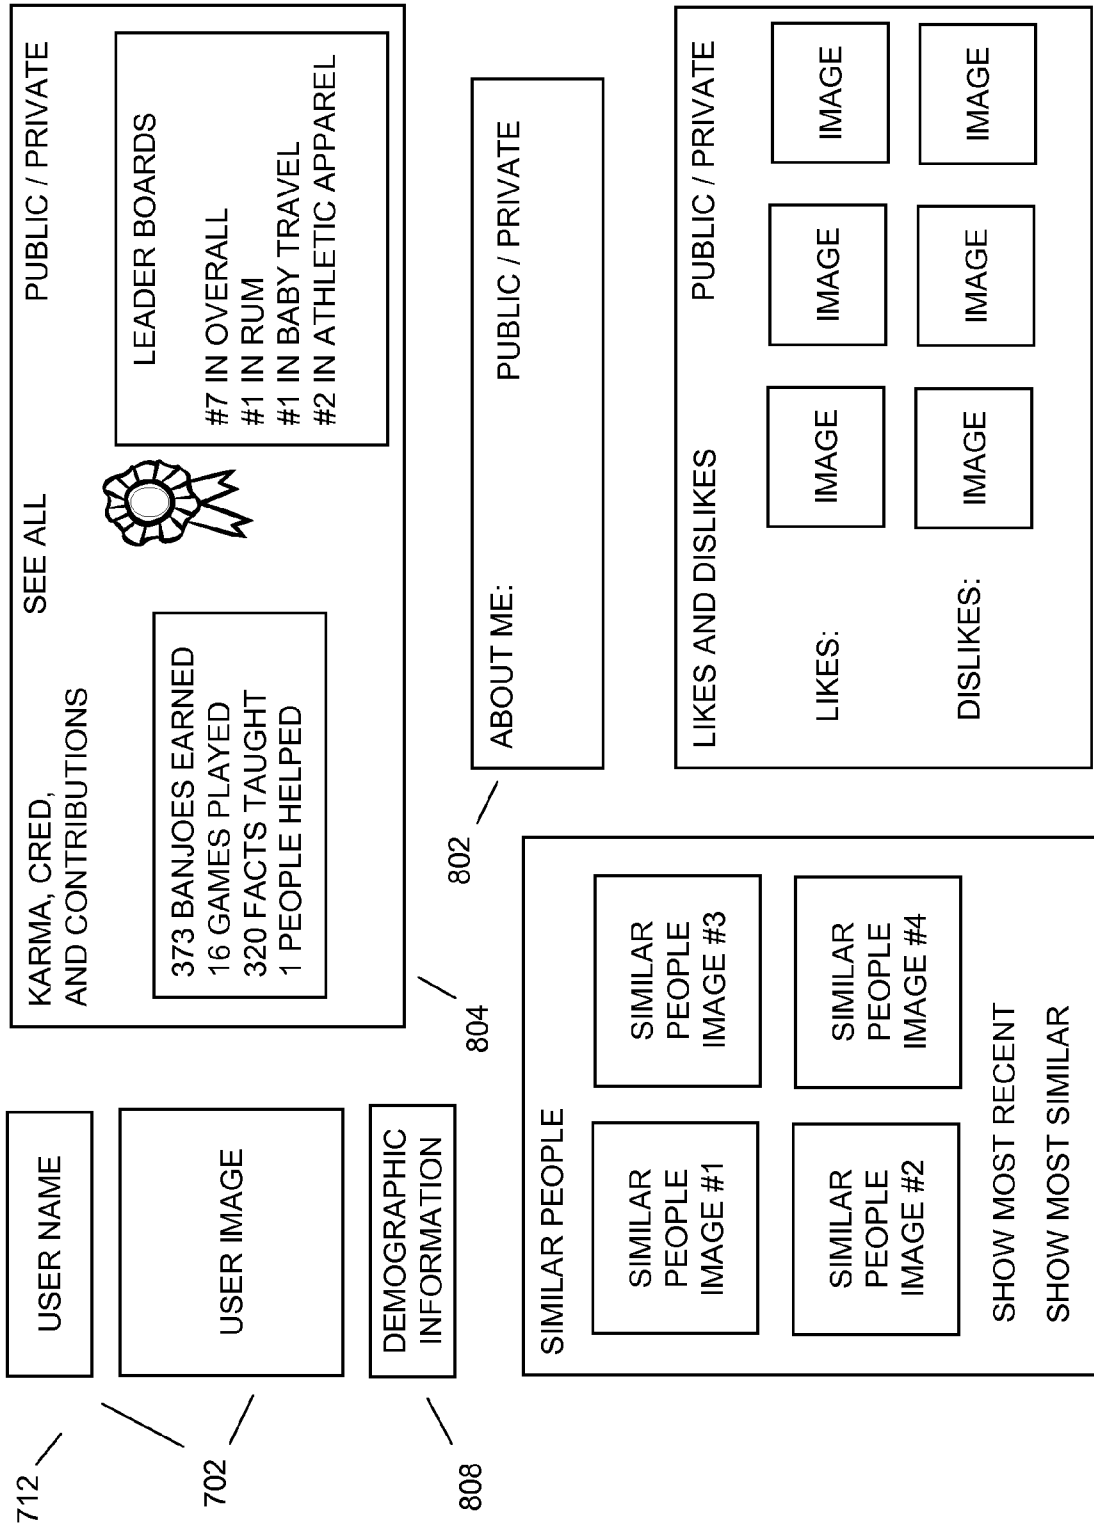 712
702
USER NAME
USER IMAGE
808
DEMOGRAPHIC
INFORMATION
KARMA, CRED,
AND CONTRIBUTIONS
SEE ALL
PUBLIC / PRIVATE
373 BANJOES EARNED
16 GAMES PLAYED
320 FACTS TAUGHT
1 PEOPLE HELPED
LEADER BOARDS
#7 IN OVERALL
#1 IN RUM
#1 IN BABY TRAVEL
#2 IN ATHLETIC APPAREL
804
802
ABOUT ME:
PUBLIC / PRIVATE
SIMILAR PEOPLE
SIMILAR
PEOPLE
IMAGE #1
SIMILAR
PEOPLE
IMAGE #3
SIMILAR
PEOPLE
IMAGE #2
SIMILAR
PEOPLE
IMAGE #4
SHOW MOST RECENT
SHOW MOST SIMILAR
LIKES AND DISLIKES
PUBLIC / PRIVATE
LIKES:
IMAGE
IMAGE
IMAGE
DISLIKES:
IMAGE
IMAGE
IMAGE